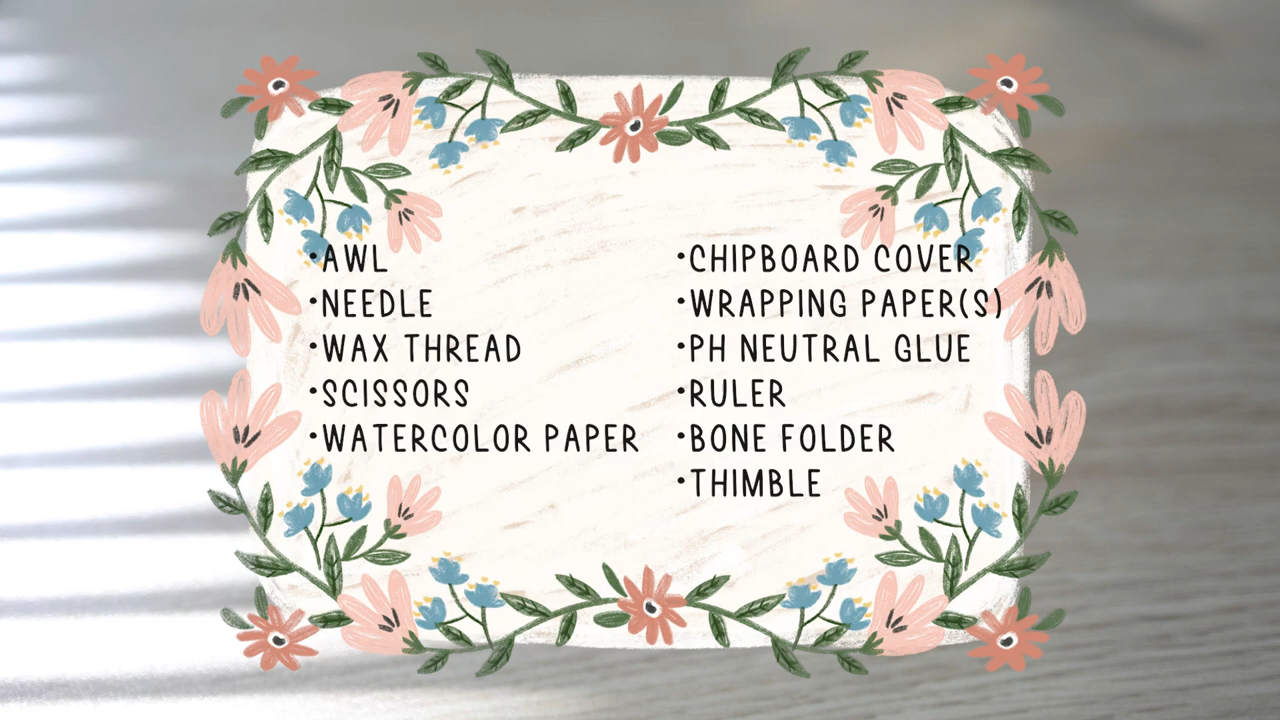 •AWL
•NEEDLE
•WAX THREAD
•SCISSORS
•WATERCOLOR PAPER
•CHIPBOARD COVER
•WRAPPING PAPER(S)
•PH NEUTRAL GLUE
•RULER
•BONE FOLDER
•THIMBLE